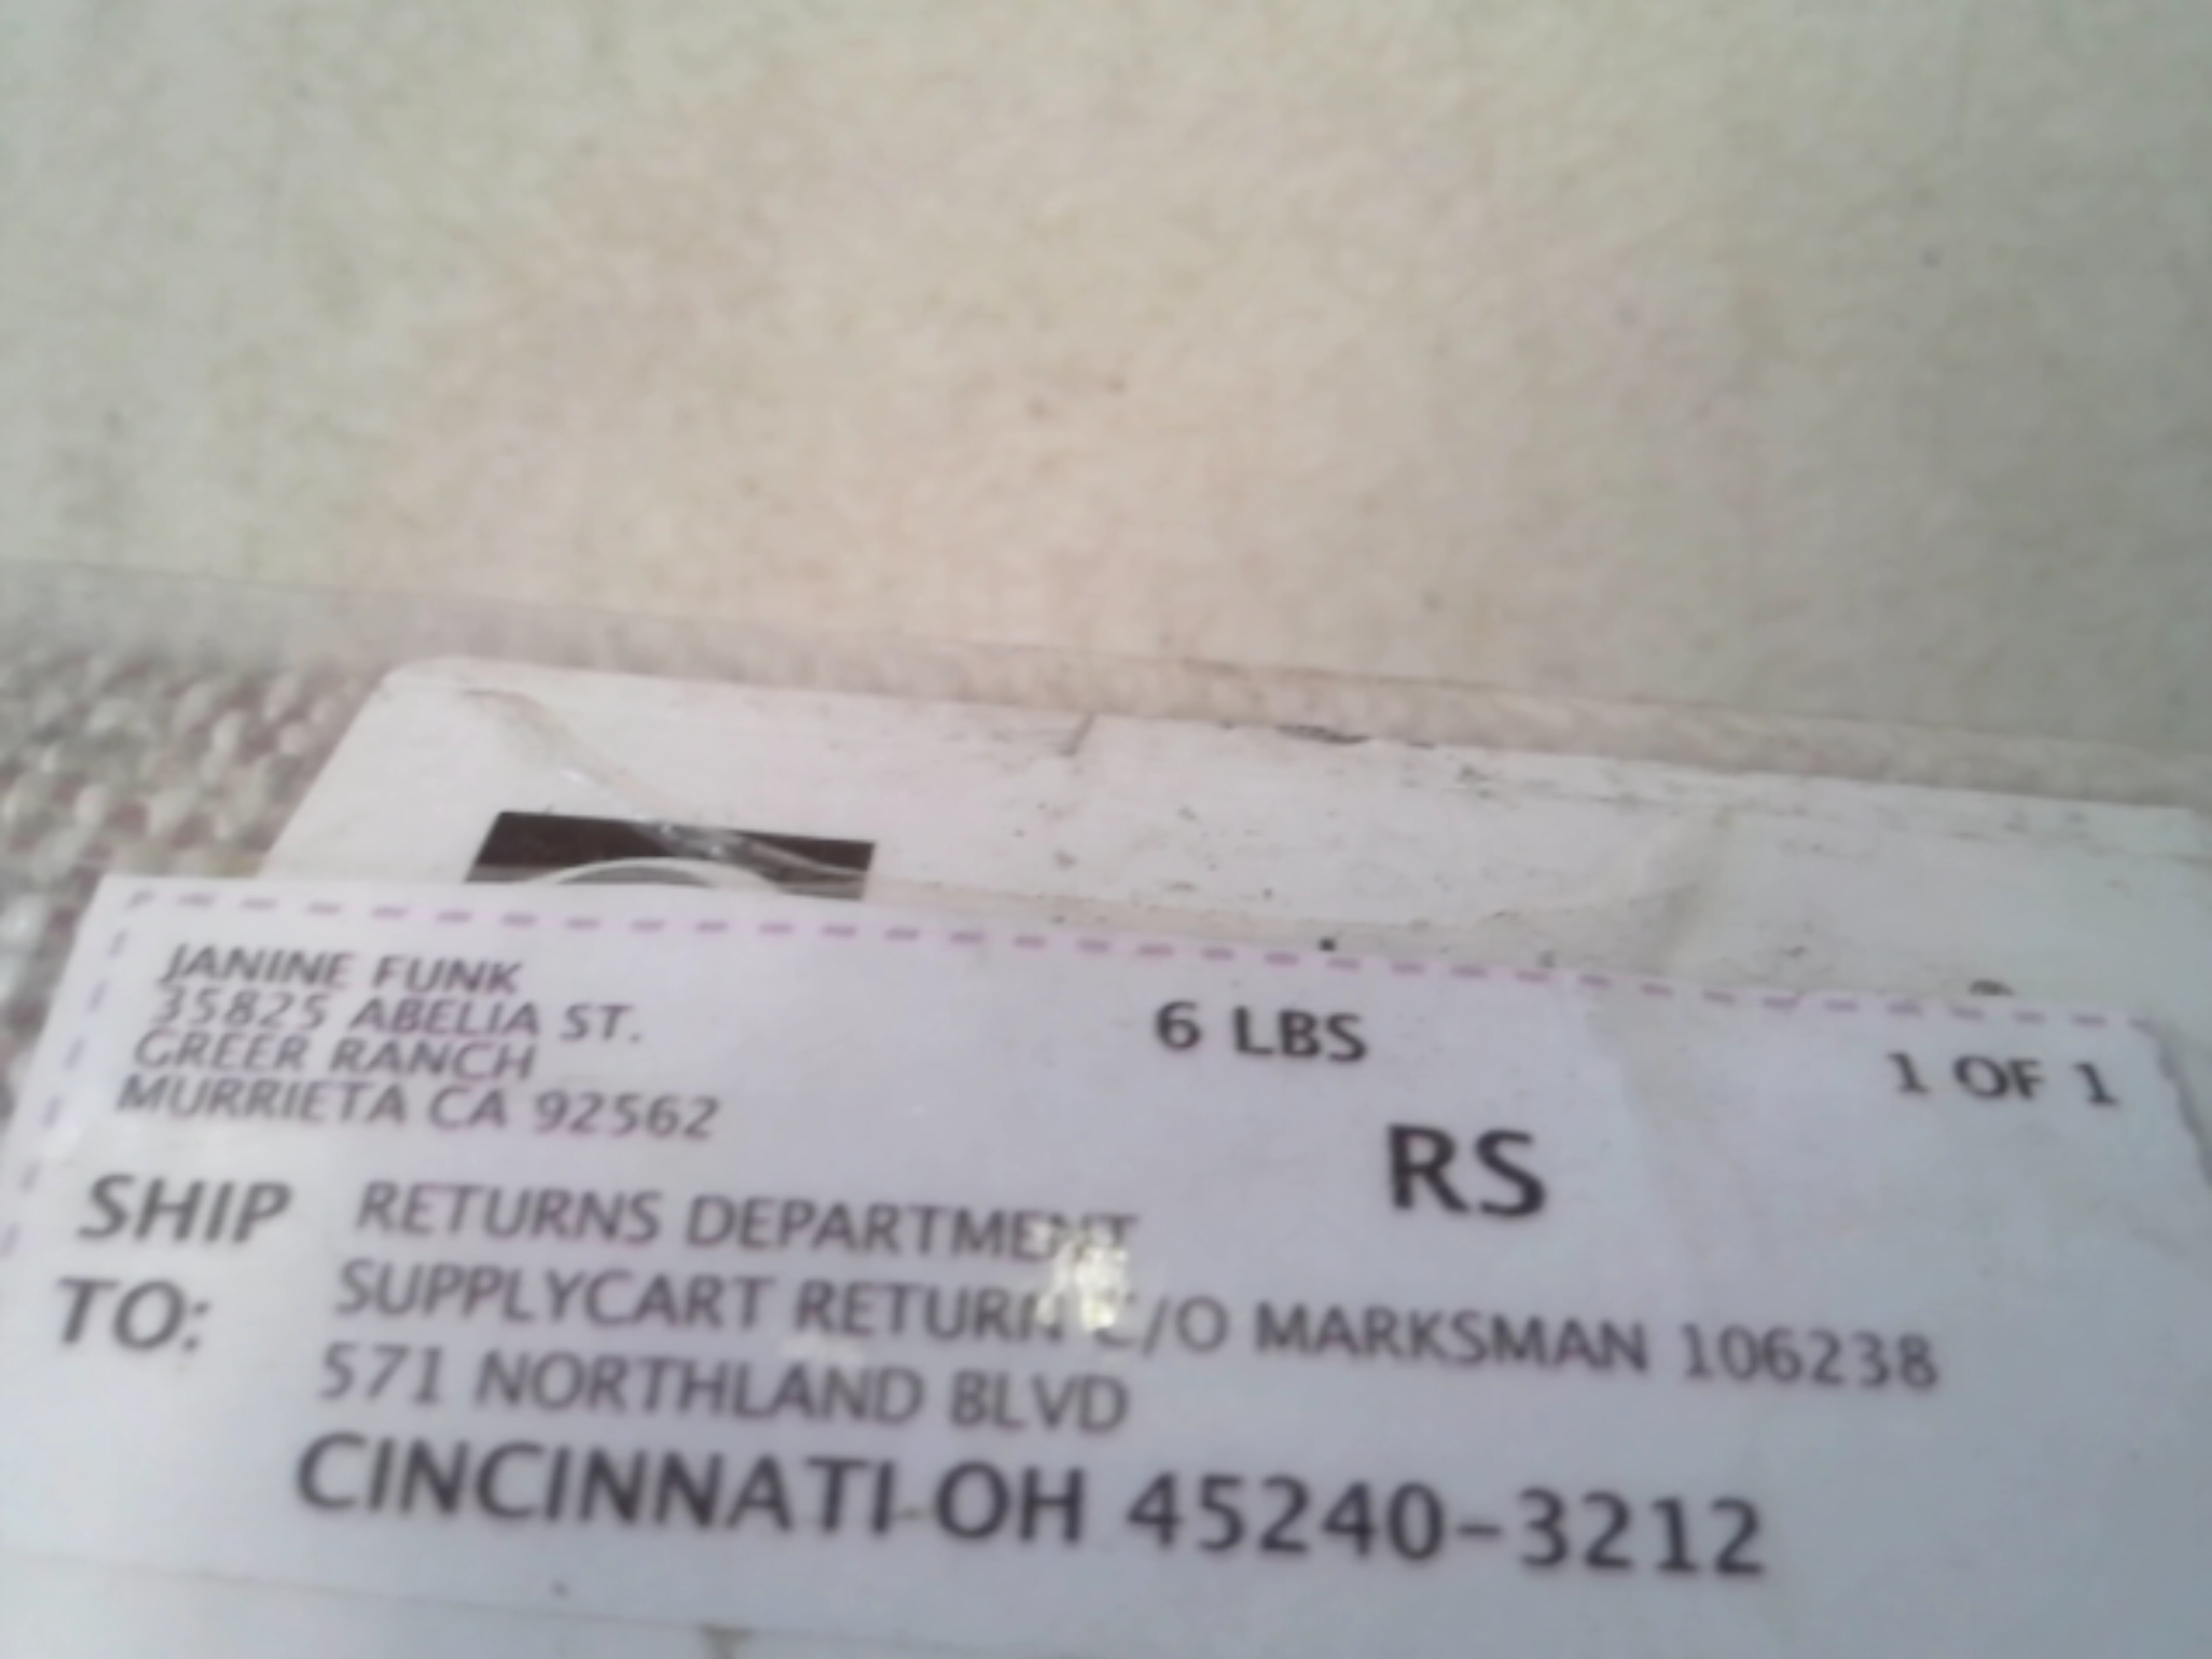 JANINE FUNK
35825 ABELIA ST.
GREER RANCH
MURRIETA CA 92562
6 LBS
1 OF 1
RS
SHIP TO:
RETURNS DEPARTMENT
SUPPLYCART RETURN C/O MARKSMAN 106238
571 NORTHLAND BLVD
CINCINNATI OH 45240-3212